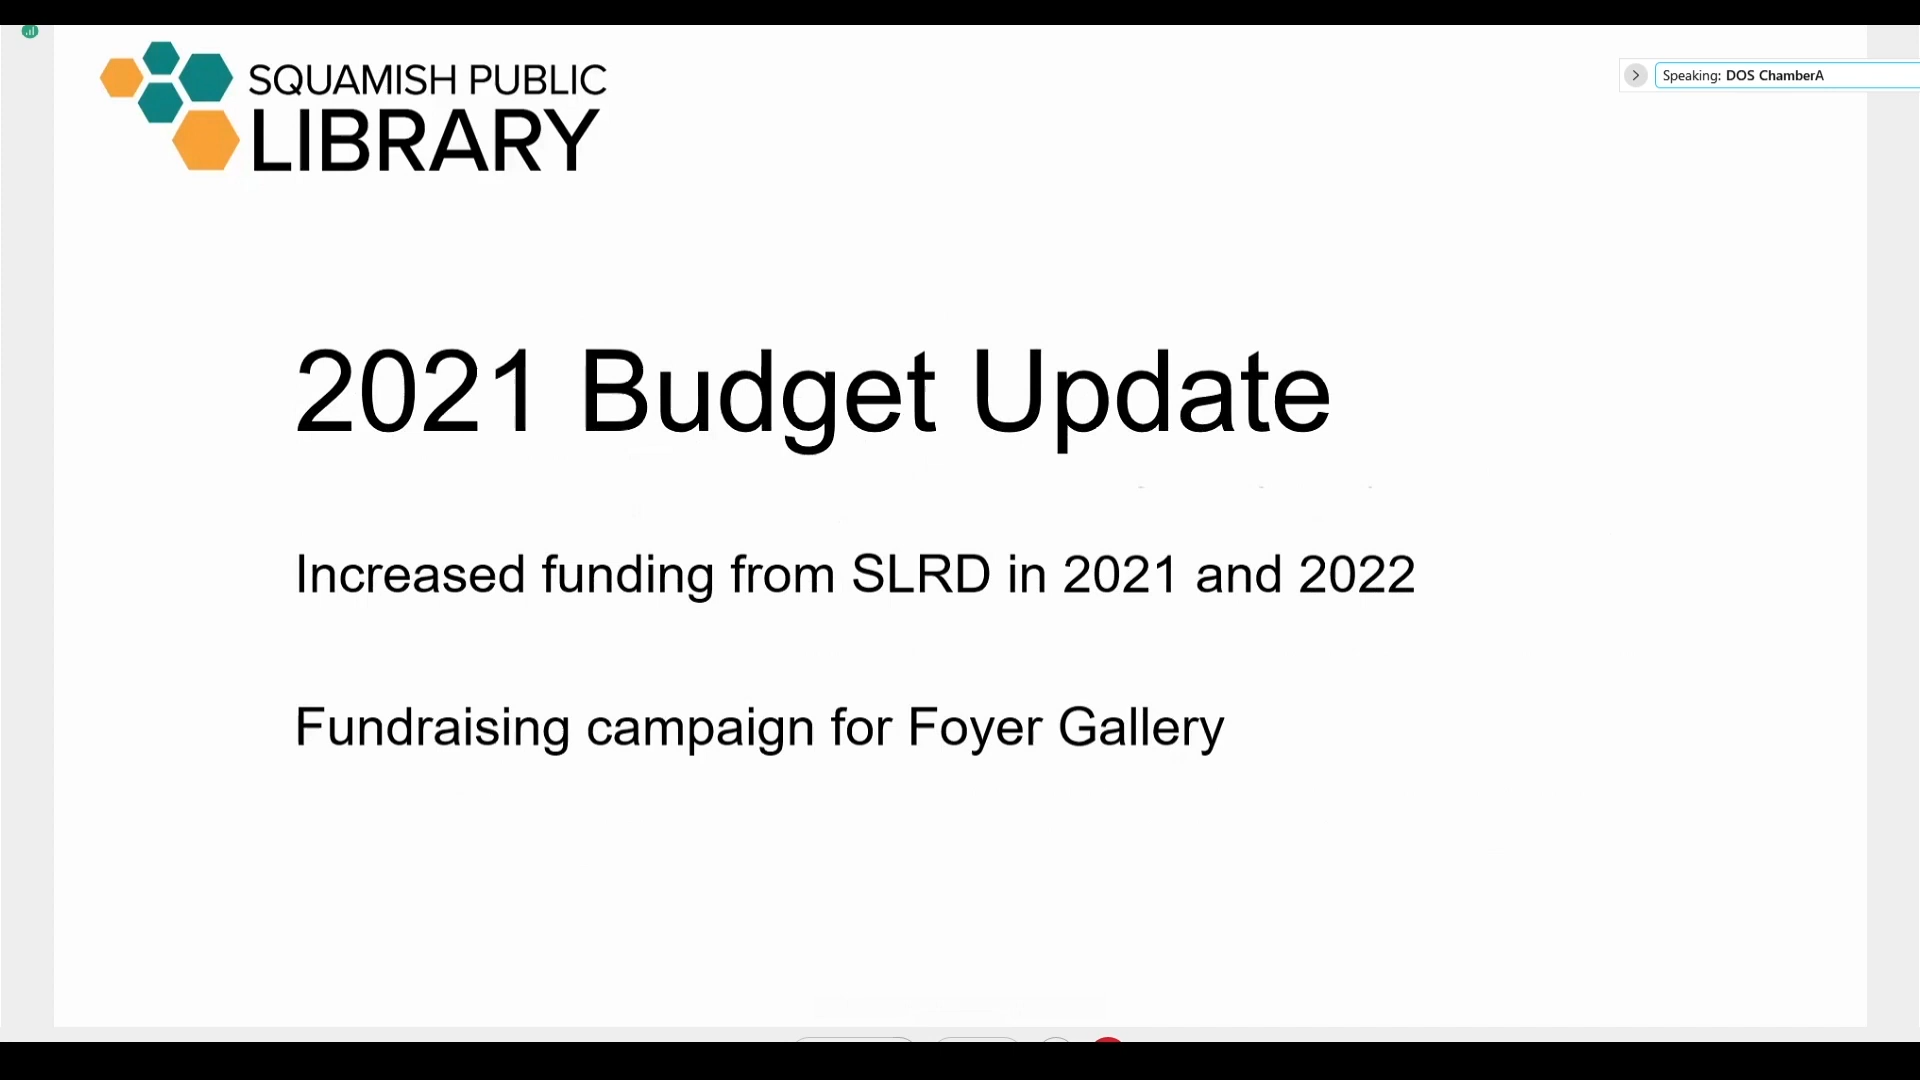 SQUAMISH PUBLIC
LIBRARY
Speaking: DOS ChamberA
2021 Budget Update
Increased funding from SLRD in 2021 and 2022
Fundraising campaign for Foyer Gallery